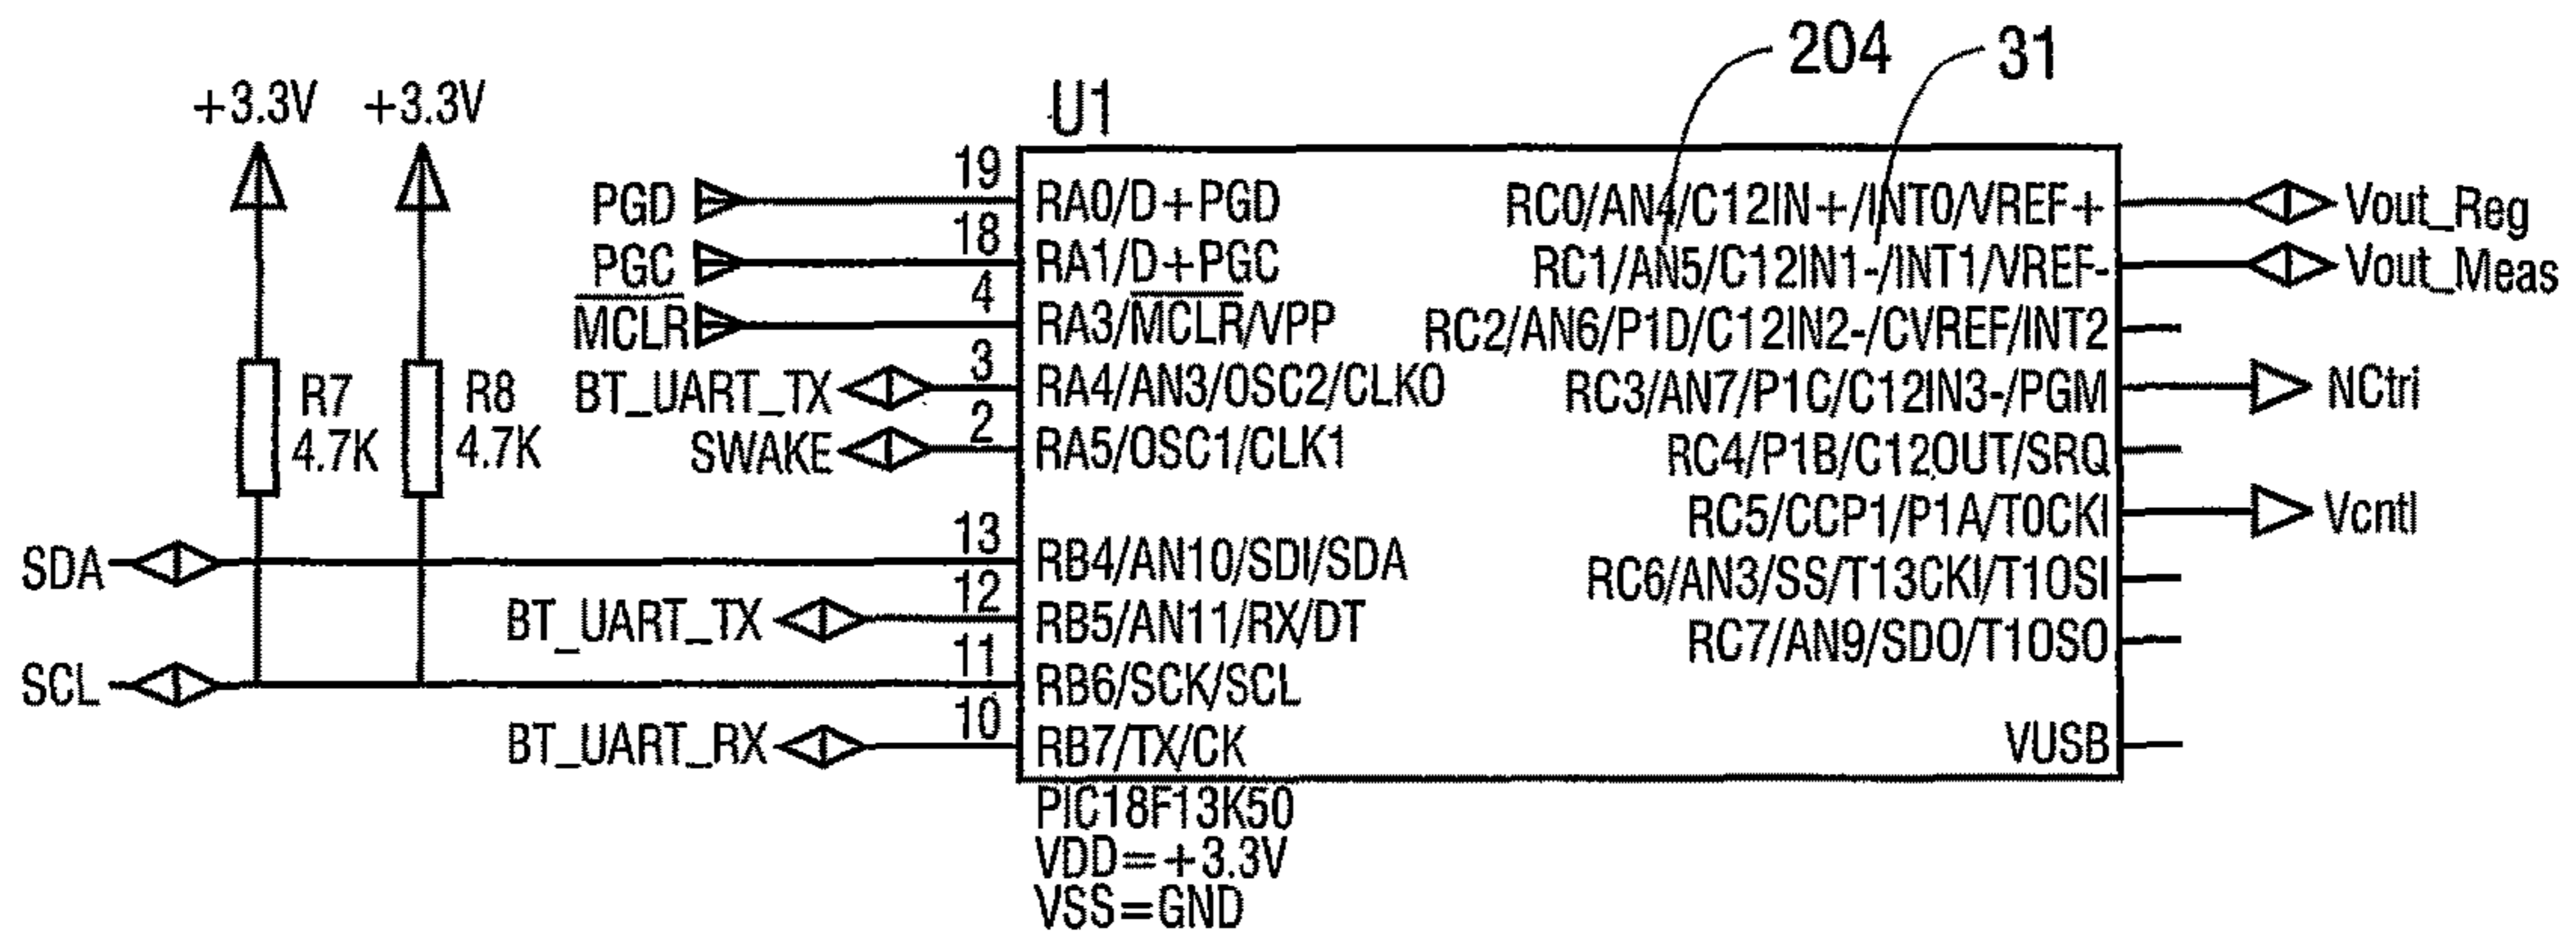 204 31
+3.3V +3.3V U1
PGD 19 RA0/D+PGD RC0/AN4/C12IN+/INT0/VREF+ Vout_Reg
PGC 18 RA1/D+PGC RC1/AN5/C12IN1-/INT1/VREF- Vout_Meas
M̅C̅L̅R̅ 4 RA3/M̅C̅L̅R̅/VPP RC2/AN6/P1D/C12IN2-/CVREF/INT2
R7 R8 BT_UART_TX 3 RA4/AN3/OSC2/CLKO RC3/AN7/P1C/C12IN3-/PGM NCtri
4.7K 4.7K SWAKE 2 RA5/OSC1/CLK1 RC4/P1B/C12OUT/SRQ
RC5/CCP1/P1A/T0CKI Vcntl
SDA 13 RB4/AN10/SDI/SDA RC6/AN3/SS/T13CKI/T1OSI
BT_UART_TX 12 RB5/AN11/RX/DT RC7/AN9/SDO/T1OSO
SCL 11 RB6/SCK/SCL
BT_UART_RX 10 RB7/TX/CK VUSB
PIC18F13K50
VDD=+3.3V
VSS=GND